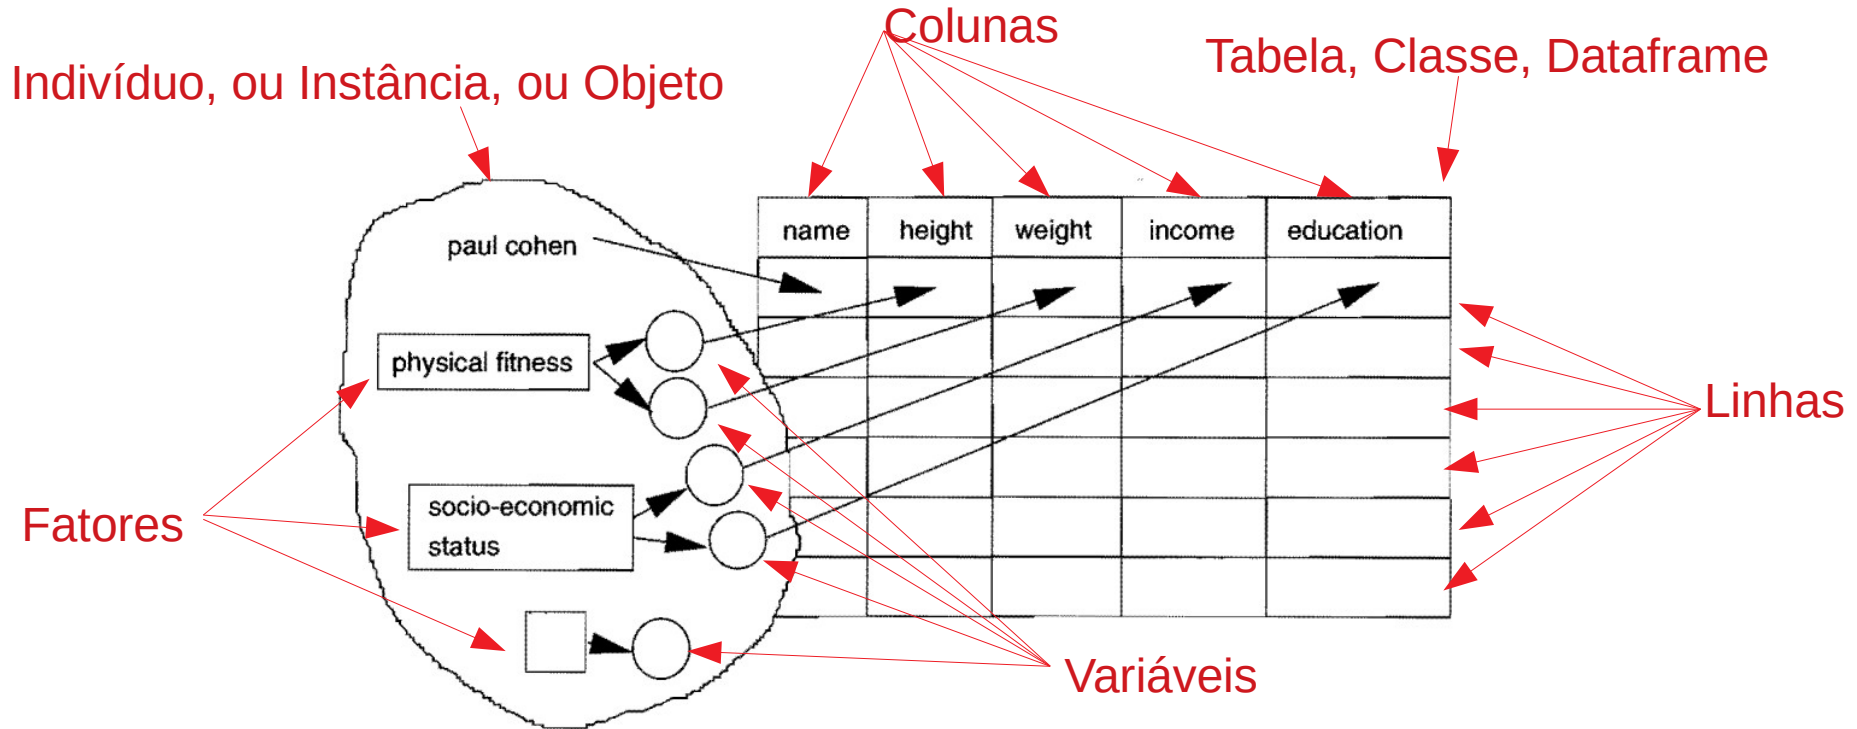 Colunas
Tabela, Classe, Dataframe
Indivíduo, ou Instância, ou Objeto
name height weight income education
paul cohen
physical fitness
Linhas
socio-economic
status
Fatores
Variáveis